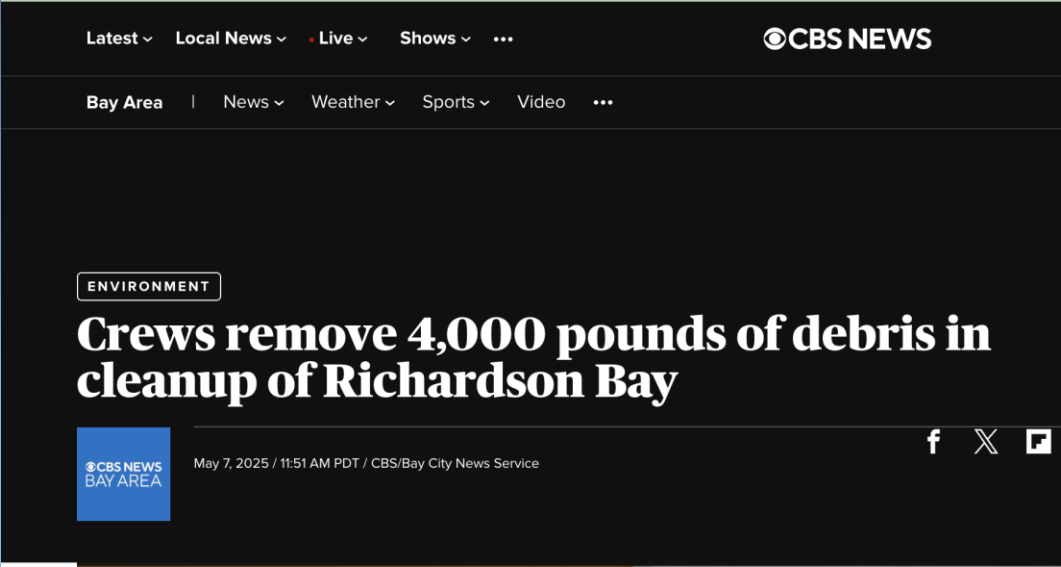 Latest Local News Live Shows ••• CBS NEWS
Bay Area | News Weather Sports Video •••
ENVIRONMENT
Crews remove 4,000 pounds of debris in
cleanup of Richardson Bay
CBS NEWS
BAY AREA
May 7, 2025 / 11:51 AM PDT / CBS/Bay City News Service